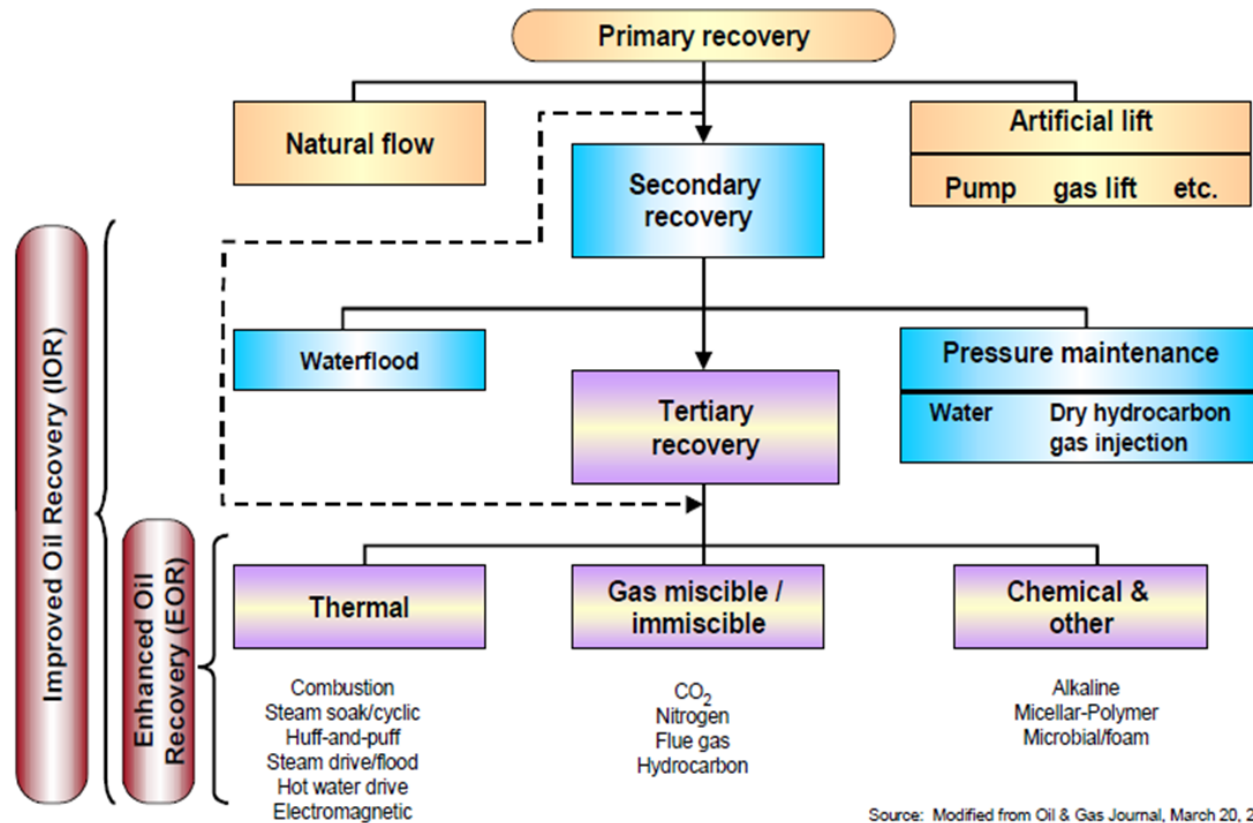 Primary recovery
Natural flow
Artificial lift
Pump gas lift etc.
Secondary
recovery
Waterflood
Pressure maintenance
Water Dry hydrocarbon
gas injection
Tertiary
recovery
Improved Oil Recovery (IOR)
Enhanced Oil
Recovery (EOR)
Thermal
Combustion
Steam soak/cyclic
Huff-and-puff
Steam drive/flood
Hot water drive
Electromagnetic
Gas miscible /
immiscible
CO₂
Nitrogen
Flue gas
Hydrocarbon
Chemical &
other
Alkaline
Micellar-Polymer
Microbial/foam
Source: Modified from Oil & Gas Journal, March 20, 2